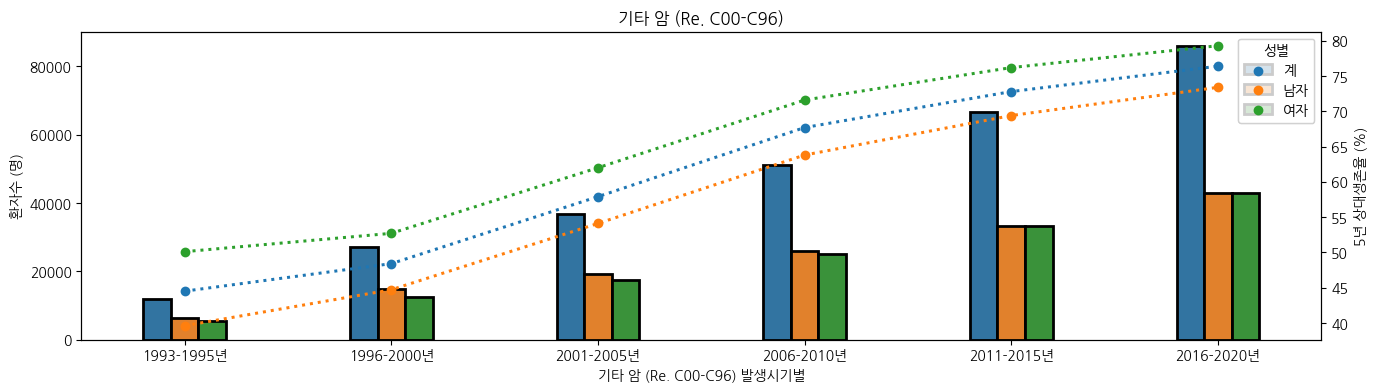 기타 암 (Re. C00-C96)
환자수 (명)
80000
60000
40000
20000
0
80
75
70
65
60
55
50
45
40
5년 상대생존율 (%)
성별
계
남자
여자
1993-1995년 1996-2000년 2001-2005년 2006-2010년 2011-2015년 2016-2020년
기타 암 (Re. C00-C96) 발생시기별